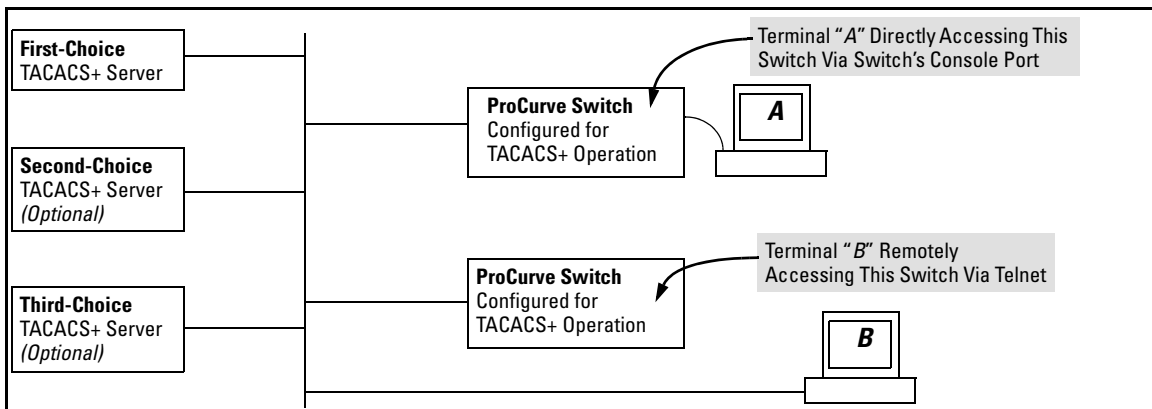 First-Choice
TACACS+ Server
Second-Choice
TACACS+ Server
(Optional)
Third-Choice
TACACS+ Server
(Optional)
ProCurve Switch
Configured for
TACACS+ Operation
Terminal “A” Directly Accessing This
Switch Via Switch’s Console Port
A
ProCurve Switch
Configured for
TACACS+ Operation
Terminal “B” Remotely
Accessing This Switch Via Telnet
B